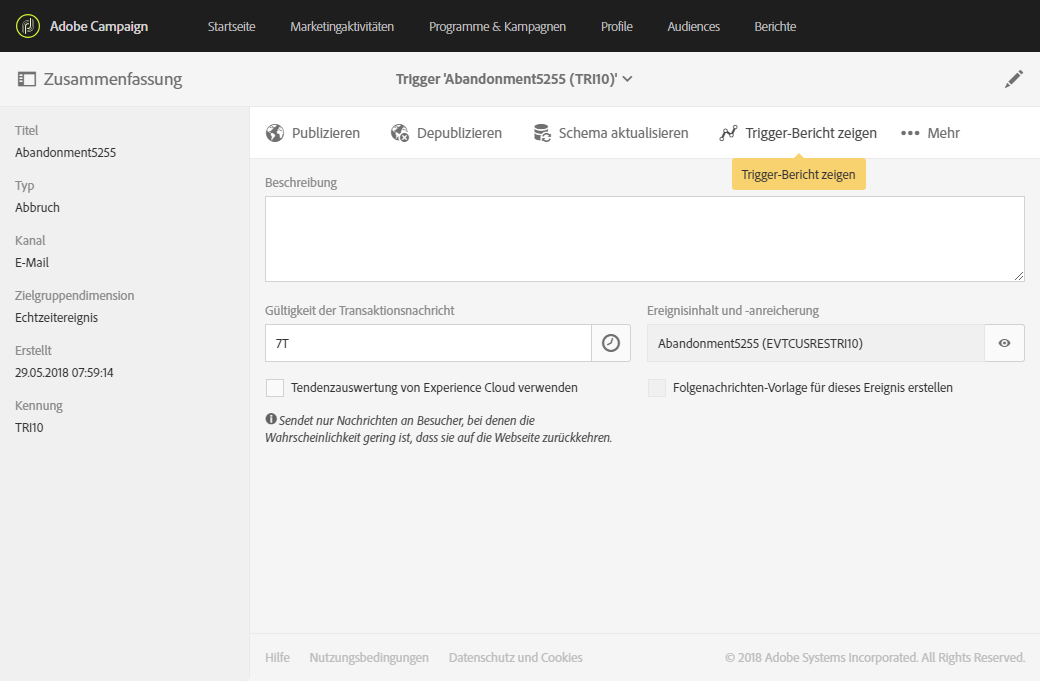 Adobe Campaign Startseite Marketingaktivitäten Programme & Kampagnen Profile Audiences Berichte
Zusammenfassung Trigger 'Abandonment5255 (TRI10)'
Titel
Abandonment5255
Typ
Abbruch
Kanal
E-Mail
Zielgruppendimension
Echtzeitereignis
Erstellt
29.05.2018 07:59:14
Kennung
TRI10
Publizieren Depublizieren Schema aktualisieren Trigger-Bericht zeigen Mehr
Trigger-Bericht zeigen
Beschreibung
Gültigkeit der Transaktionsnachricht
7T
Tendenzauswertung von Experience Cloud verwenden
Sendet nur Nachrichten an Besucher, bei denen die
Wahrscheinlichkeit gering ist, dass sie auf die Webseite zurückkehren.
Ereignisinhalt und -anreicherung
Abandonment5255 (EVTCUSRESTRI10)
Folgenachrichten-Vorlage für dieses Ereignis erstellen
Hilfe Nutzungsbedingungen Datenschutz und Cookies © 2018 Adobe Systems Incorporated. All Rights Reserved.